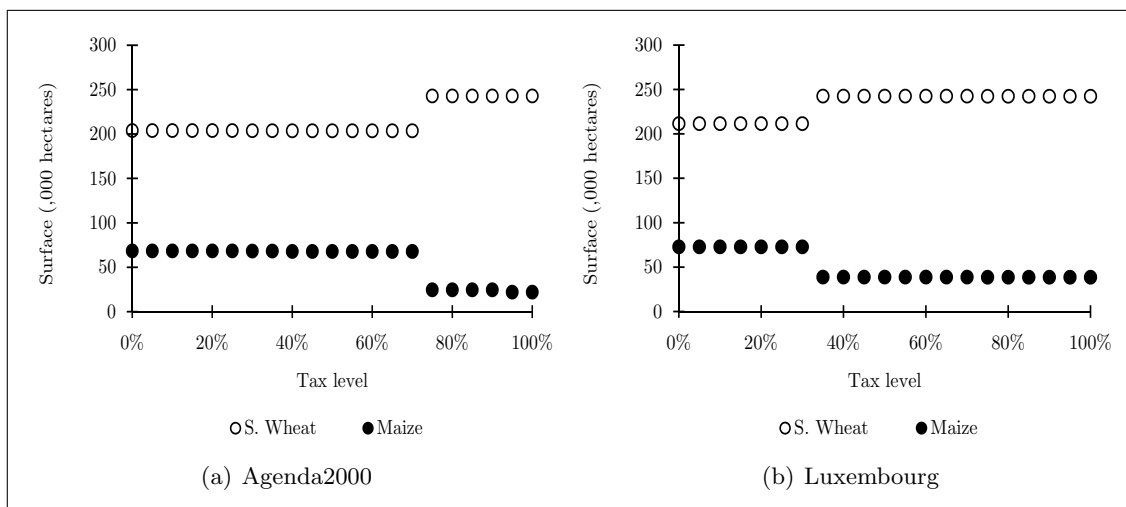 Surface (,000 hectares)
300
250
200
150
100
50
0
0% 20% 40% 60% 80% 100%
Tax level
S. Wheat Maize
(a) Agenda2000
Surface (,000 hectares)
300
250
200
150
100
50
0
0% 20% 40% 60% 80% 100%
Tax level
S. Wheat Maize
(b) Luxembourg